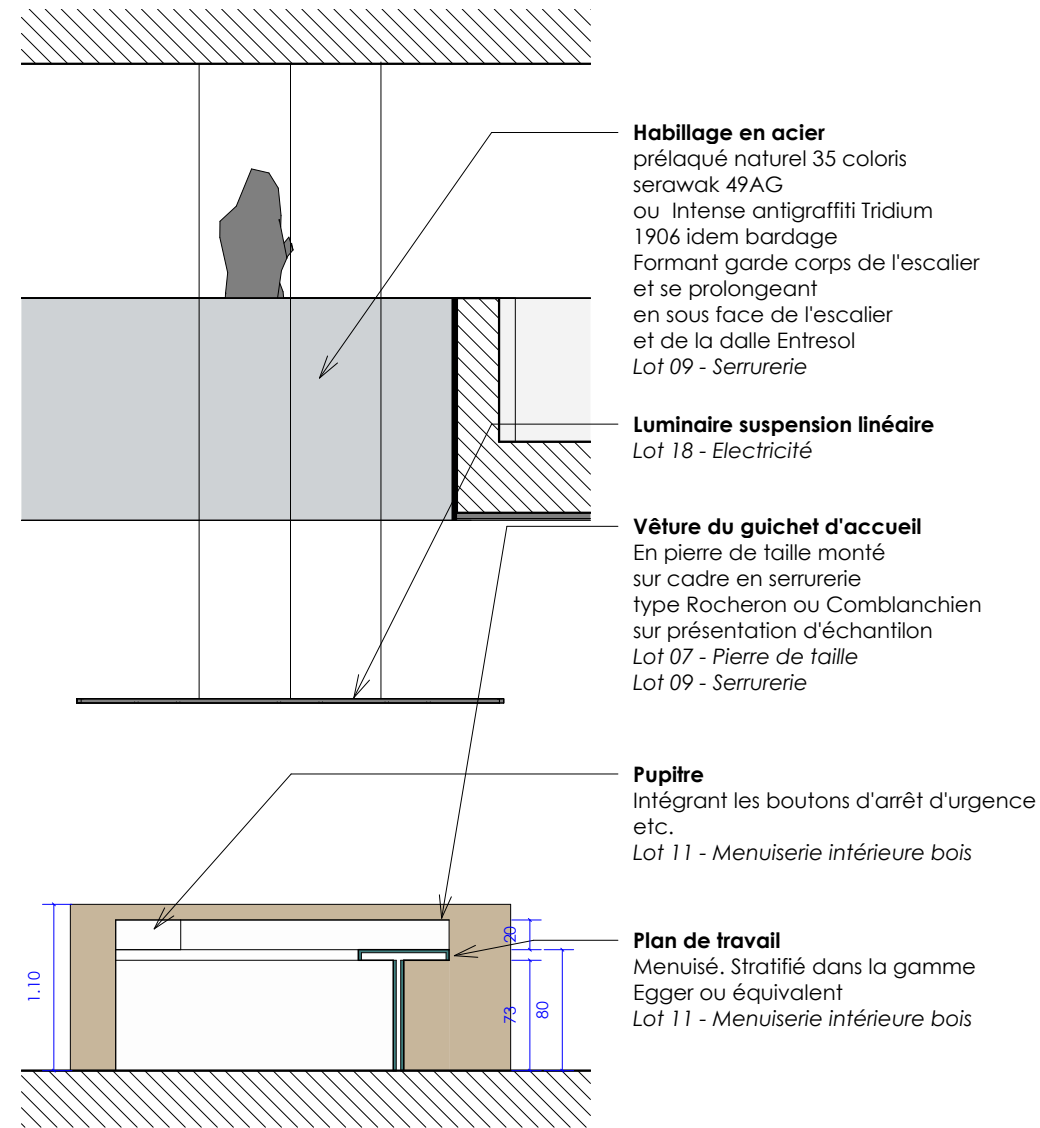 Habillage en acier
prélaqué naturel 35 coloris
serawak 49AG
ou  Intense antigraffiti Tridium
1906 idem bardage
Formant garde corps de l'escalier
et se prolongeant
en sous face de l'escalier
et de la dalle Entresol
Lot 09 - Serrurerie
Luminaire suspension linéaire
Lot 18 - Electricité
Vêture du guichet d'accueil
En pierre de taille monté
sur cadre en serrurerie
type Rocheron ou Comblanchien
sur présentation d'échantilon
Lot 07 - Pierre de taille
Lot 09 - Serrurerie
Pupitre
Intégrant les boutons d'arrêt d'urgence
etc.
Lot 11 - Menuiserie intérieure bois
Plan de travail
Menuisé. Stratifié dans la gamme
Egger ou équivalent
Lot 11 - Menuiserie intérieure bois
1.10
20
73
80